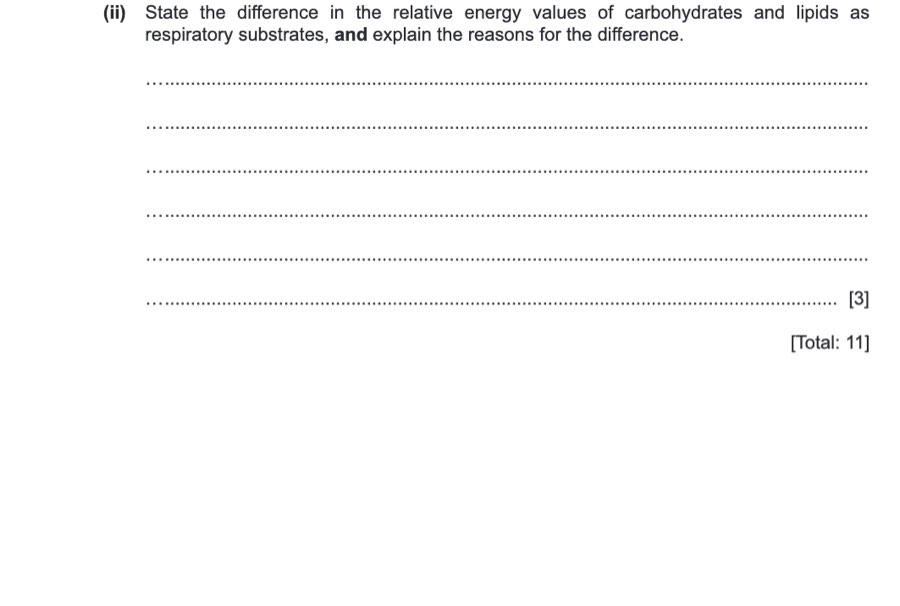 (ii) State the difference in the relative energy values of carbohydrates and lipids as
respiratory substrates, and explain the reasons for the difference.
[3]
[Total: 11]